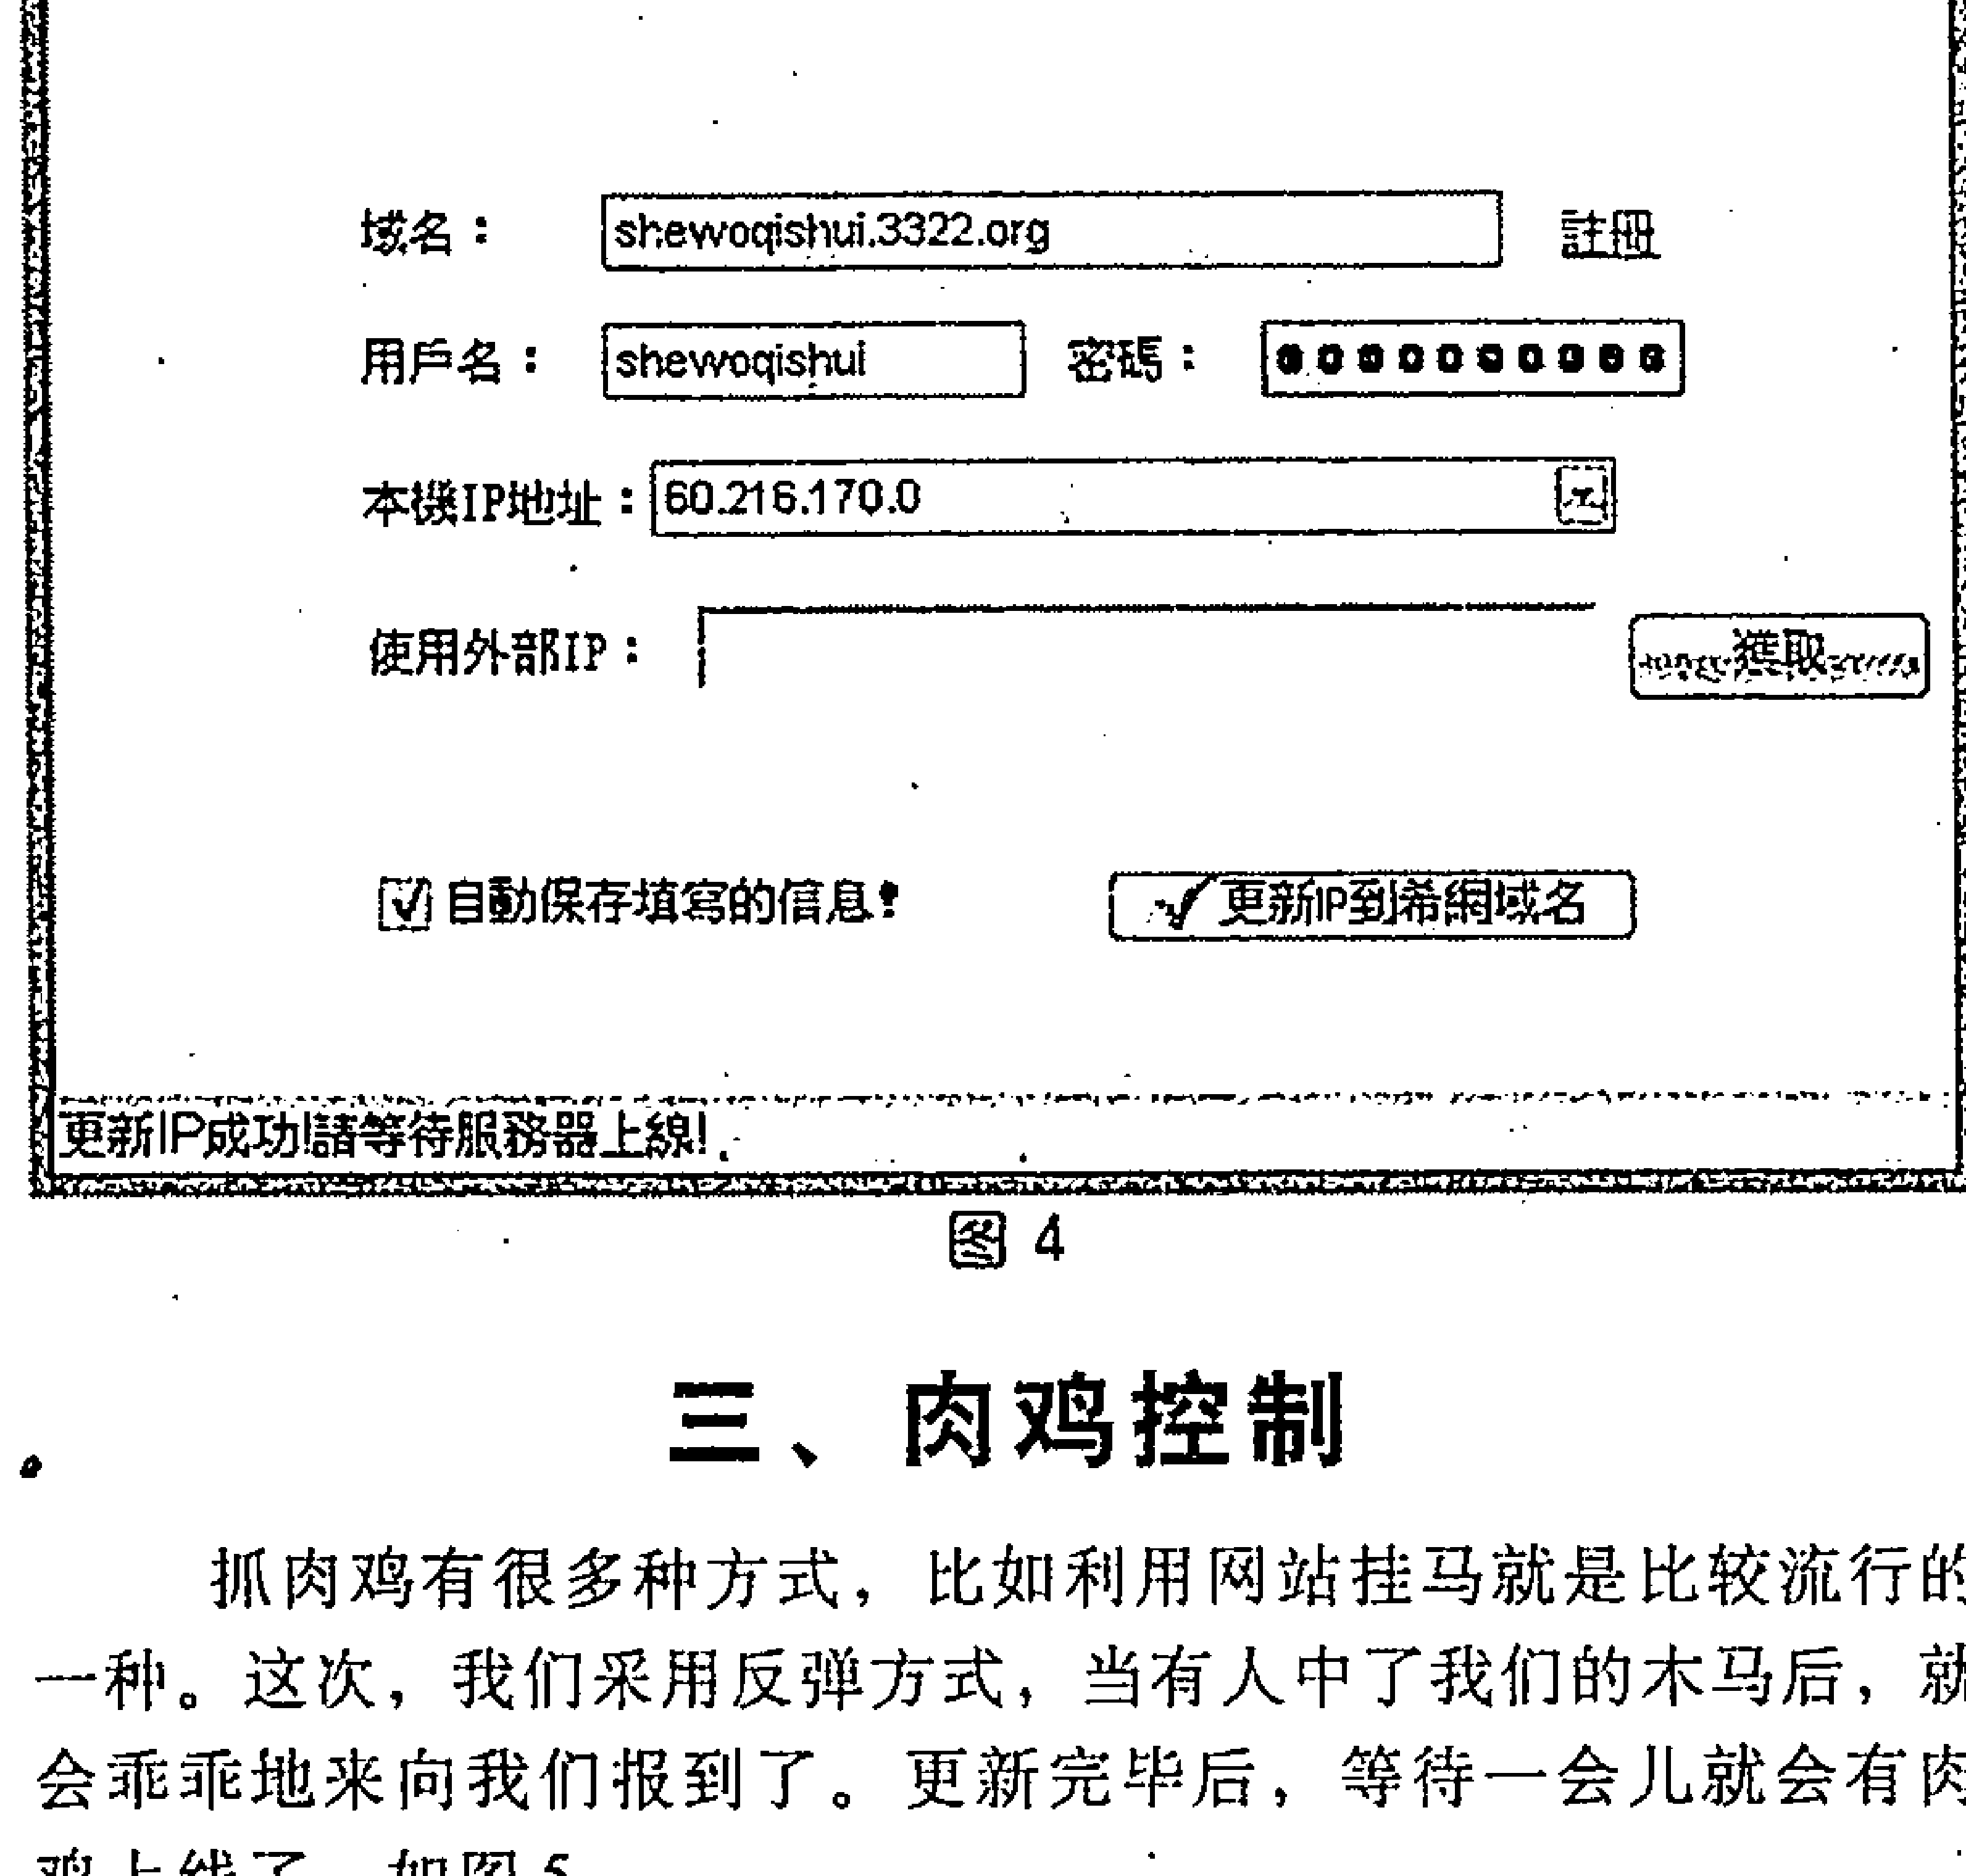 域名： shewoqishui.3322.org 註冊
用戶名： shewoqishui 密碼：
本機IP地址： 60.216.170.0
使用外部IP： 獲取
自動保存填寫的信息！ 更新IP到希網域名
更新IP成功!請等待服務器上線!
图 4
三、肉鸡控制
抓肉鸡有很多种方式，比如利用网站挂马就是比较流行的
一种。这次，我们采用反弹方式，当有人中了我们的木马后，就
会乖乖地来向我们报到了。更新完毕后，等待一会儿就会有肉
鸡上线了，如图 5